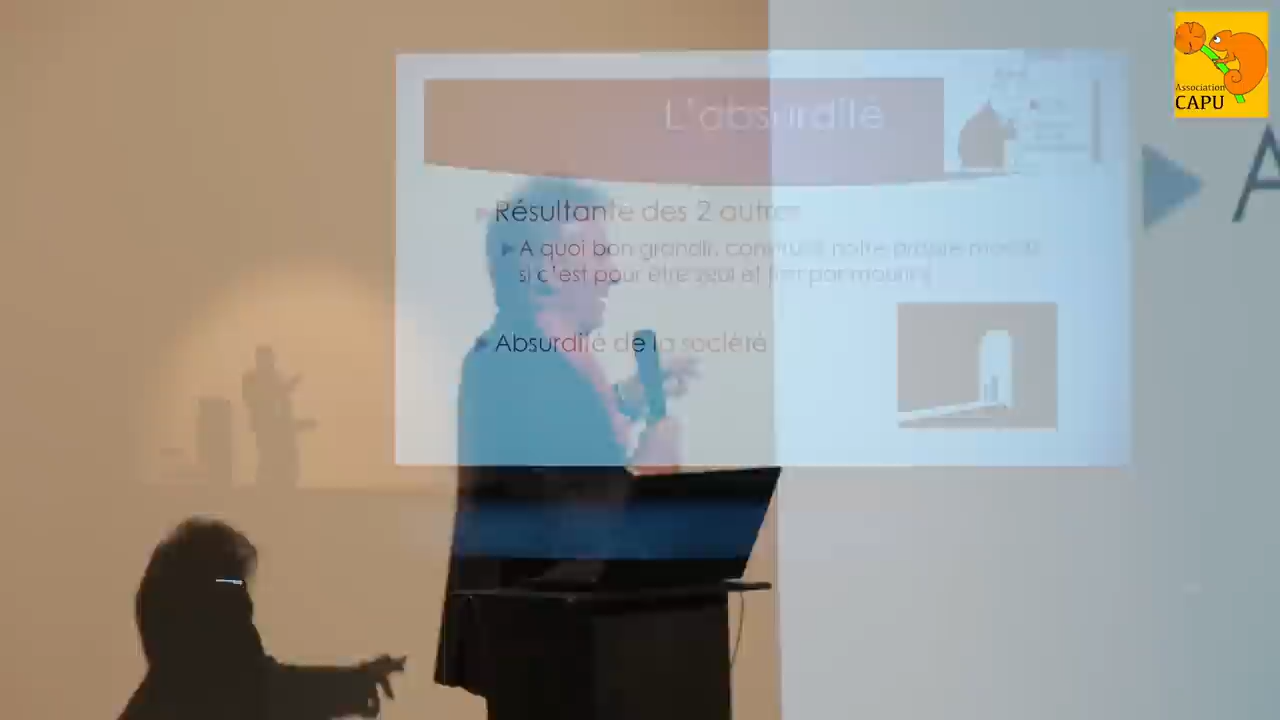 L'absurdité
Résultante des 2 autres
A quoi bon grandir, construire notre propre monde
si c'est pour être seul et finir par mourir ?
Absurdité de la société
A
Association
CAPU